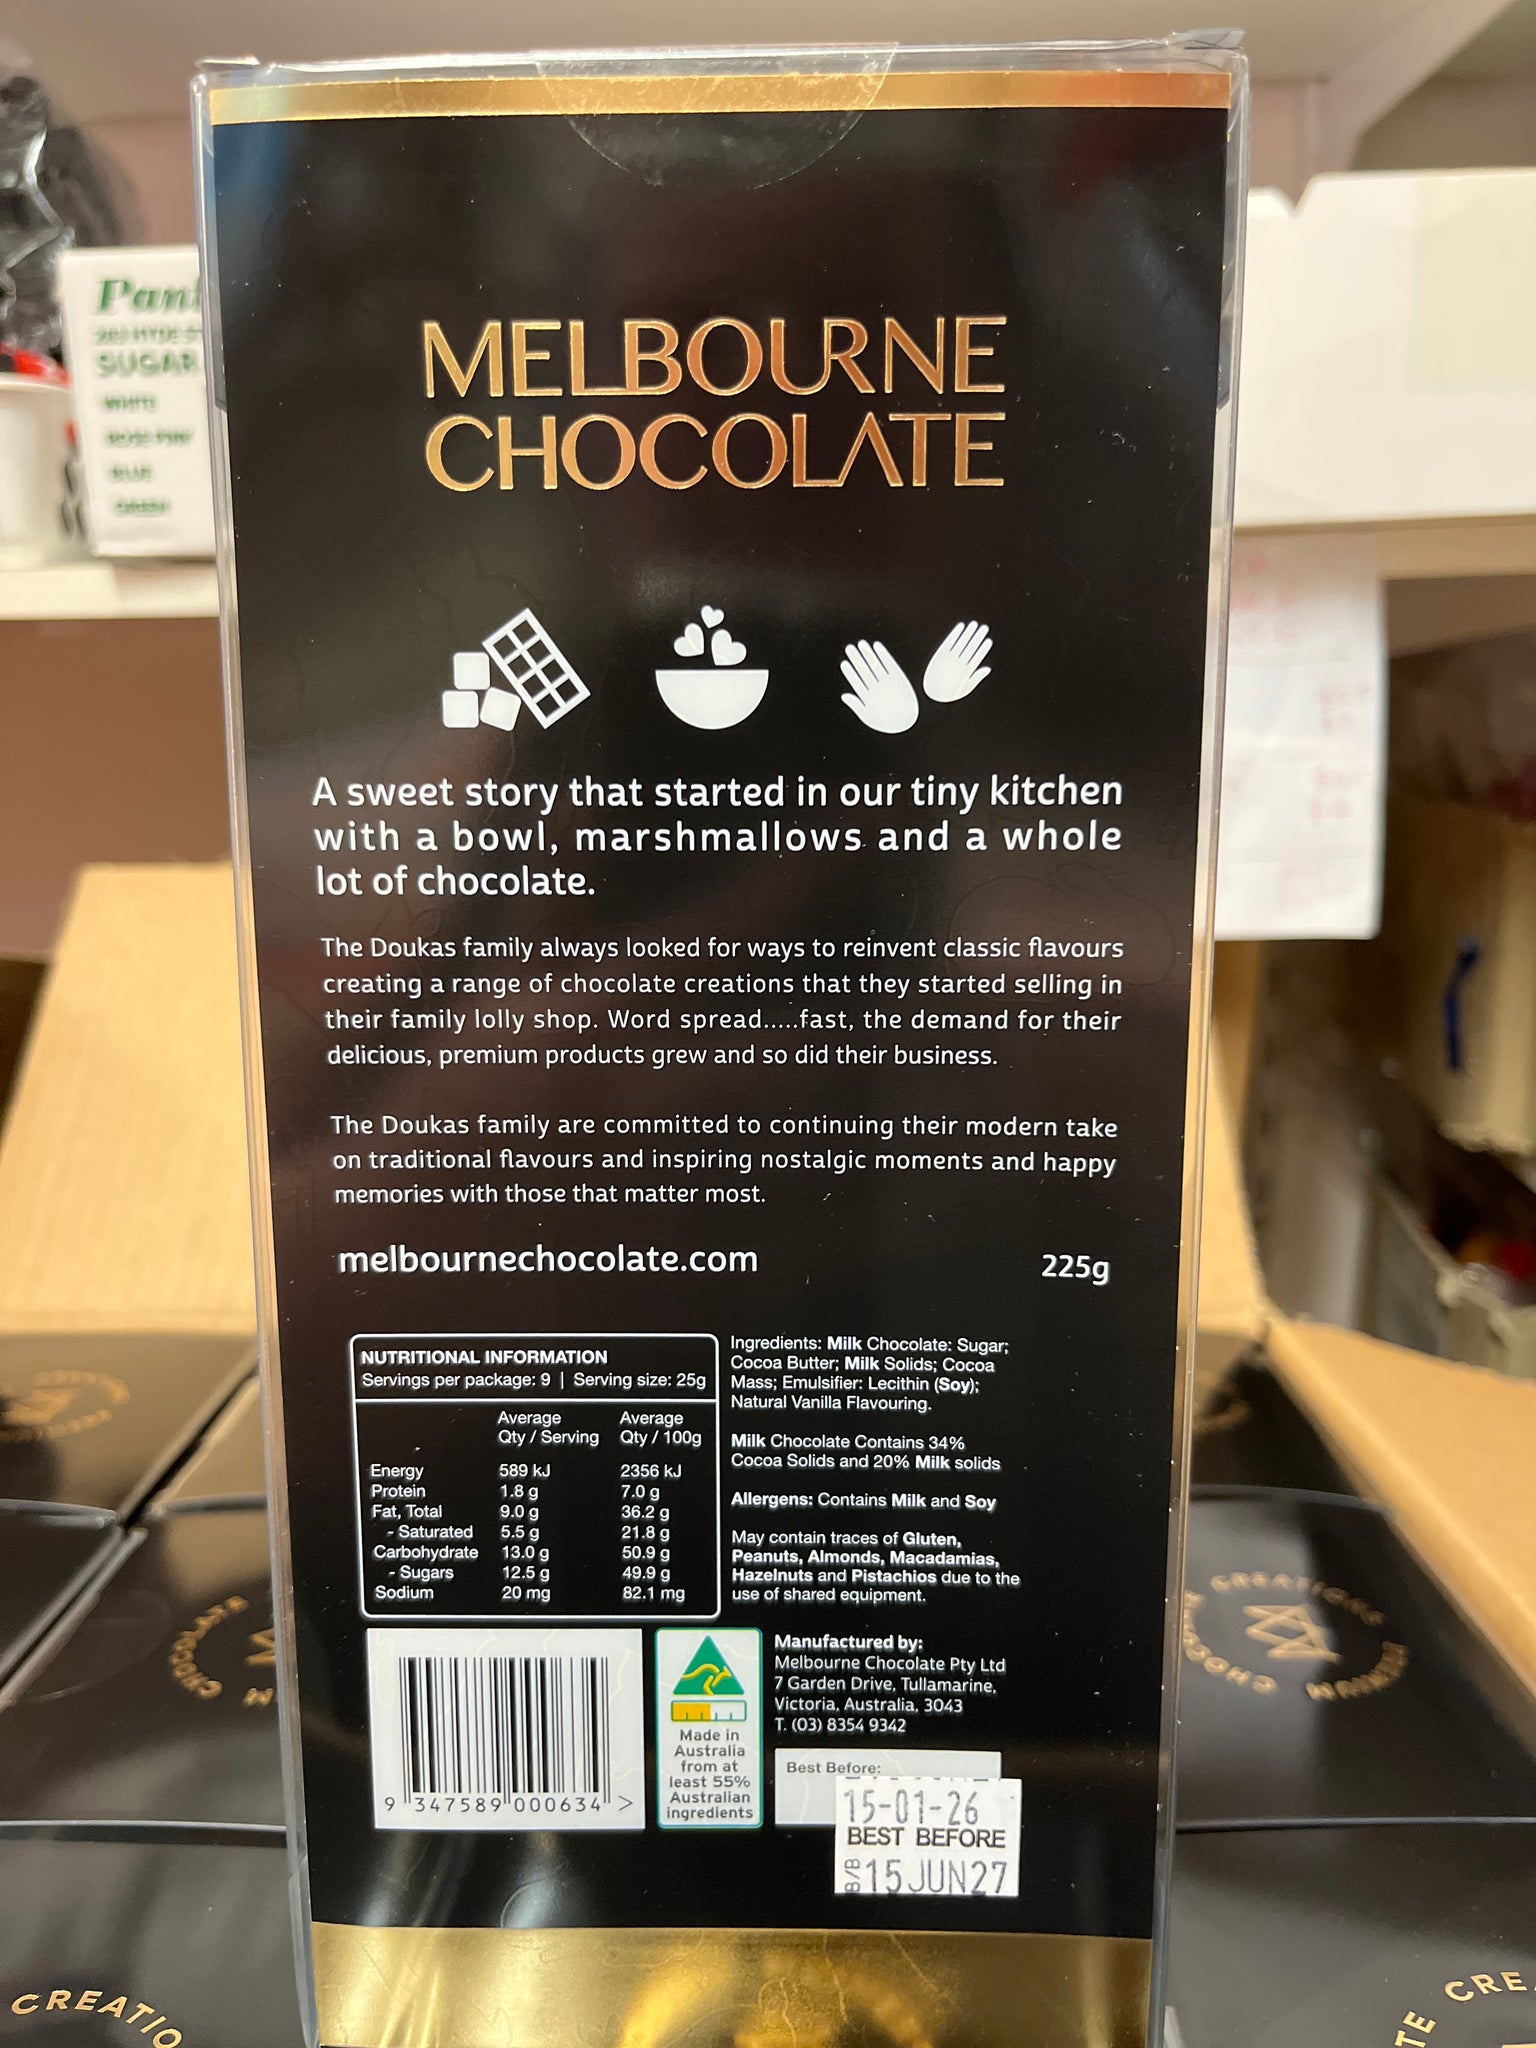 MELBOURNE
CHOCOLATE
A sweet story that started in our tiny kitchen
with a bowl, marshmallows and a whole
lot of chocolate.
The Doukas family always looked for ways to reinvent classic flavours
creating a range of chocolate creations that they started selling in
their family lolly shop. Word spread.....fast, the demand for their
delicious, premium products grew and so did their business.
The Doukas family are committed to continuing their modern take
on traditional flavours and inspiring nostalgic moments and happy
memories with those that matter most.
melbournechocolate.com
225g
NUTRITIONAL INFORMATION
Servings per package: 9 | Serving size: 25g
Average Average
Qty / Serving Qty / 100g
Energy 589 kJ 2356 kJ
Protein 1.8 g 7.0 g
Fat, Total 9.0 g 36.2 g
- Saturated 5.5 g 21.8 g
Carbohydrate 13.0 g 50.9 g
- Sugars 12.5 g 49.9 g
Sodium 20 mg 82.1 mg
Ingredients: Milk Chocolate: Sugar;
Cocoa Butter; Milk Solids; Cocoa
Mass; Emulsifier: Lecithin (Soy);
Natural Vanilla Flavouring.
Milk Chocolate Contains 34%
Cocoa Solids and 20% Milk solids
Allergens: Contains Milk and Soy
May contain traces of Gluten,
Peanuts, Almonds, Macadamias,
Hazelnuts and Pistachios due to the
use of shared equipment.
9 347589 000634 >
Made in
Australia
from at
least 55%
Australian
ingredients
Manufactured by:
Melbourne Chocolate Pty Ltd
7 Garden Drive, Tullamarine,
Victoria, Australia, 3043
T. (03) 8354 9342
Best Before:
15-01-26
BEST BEFORE
B/B 15 JUN27
SUGAR
WHITE
BLUE
GREEN
CREATIONS
CREATIO
CRE